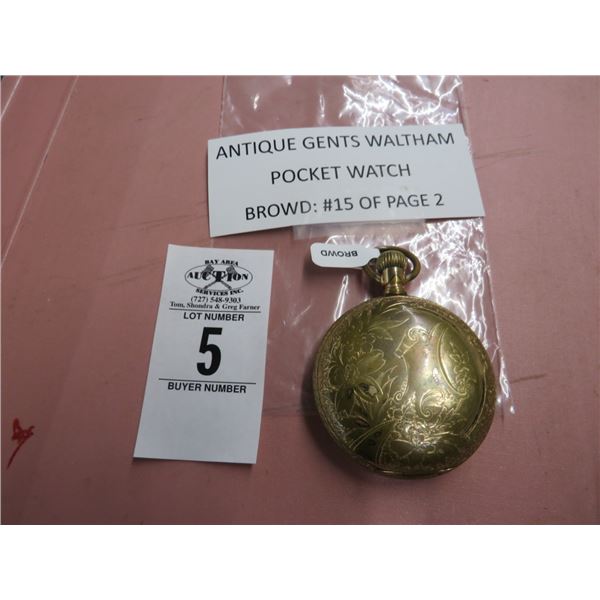 ANTIQUE GENTS WALTHAM
POCKET WATCH
BROWD: #15 OF PAGE 2
BROWD
BAY AREA
AUCTION
SERVICES INC.
(727) 548-9303
Tom, Shondra & Greg Farner
LOT NUMBER
5
BUYER NUMBER